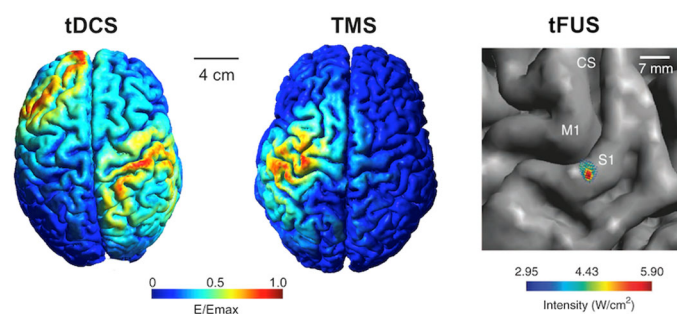 tDCS
TMS
tFUS
4 cm
CS
7 mm
M1
S1
0
0.5
1.0
E/Emax
2.95
4.43
5.90
Intensity (W/cm²)